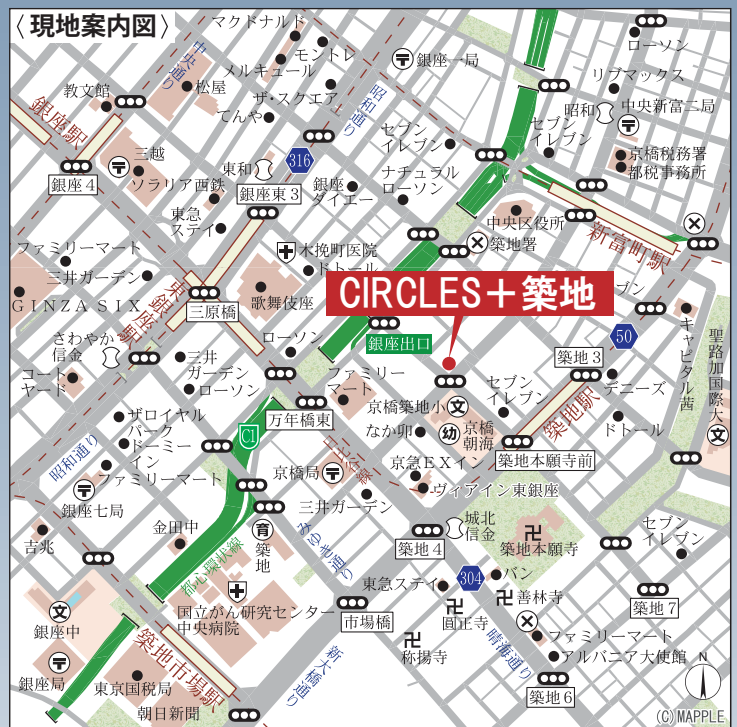 〈現地案内図〉
マクドナルド
モントレ
メルキュール
ザ・スクエア
てんや
中央通り
松屋
教文館
銀座一局
昭和通り
ローソン
リブマックス
昭和
中央新富二局
セブン
イレブン
セブン
イレブン
京橋税務署
都税事務所
銀座駅
三越
銀座4
ソラリア西鉄
東和
316
銀座東3
銀座
ダイエー
ナチュラル
ローソン
東急
ステイ
中央区役所
築地署
新富町駅
木挽町医院
ドトール
ファミリーマート
三井ガーデン
GINZA SIX
東銀座駅
三原橋
歌舞伎座
CIRCLES+築地
ブン
銀座出口
50
キャピタル茜
聖路加国際大
文
さわやか
信金
コート
ヤード
三井
ガーデン
ローソン
ローソン
ファミリー
マート
築地3
デニーズ
セブン
イレブン
築地駅
ドトール
京橋築地小
文
なか卯
幼
京橋
朝海
築地本願寺前
万年橋東
ザロイヤル
パーク
ドーミー
イン
C1
昭和通り
ファミリーマート
銀座七局
京橋局
日比谷線
京急EXイン
ヴィアイン東銀座
三井ガーデン
みゆき通り
吉兆
金田中
都心環状線
育
築地
築地4
城北
信金
築地本願寺
セブン
イレブン
東急ステイ
304
バン
築地7
善林寺
圓正寺
国立がん研究センター
中央病院
市場橋
称揚寺
晴海通り
ファミリーマート
アルバニア大使館
文
銀座中
築地市場駅
新大橋通り
銀座局
東京国税局
朝日新聞
築地6
N
(C)MAPPLE